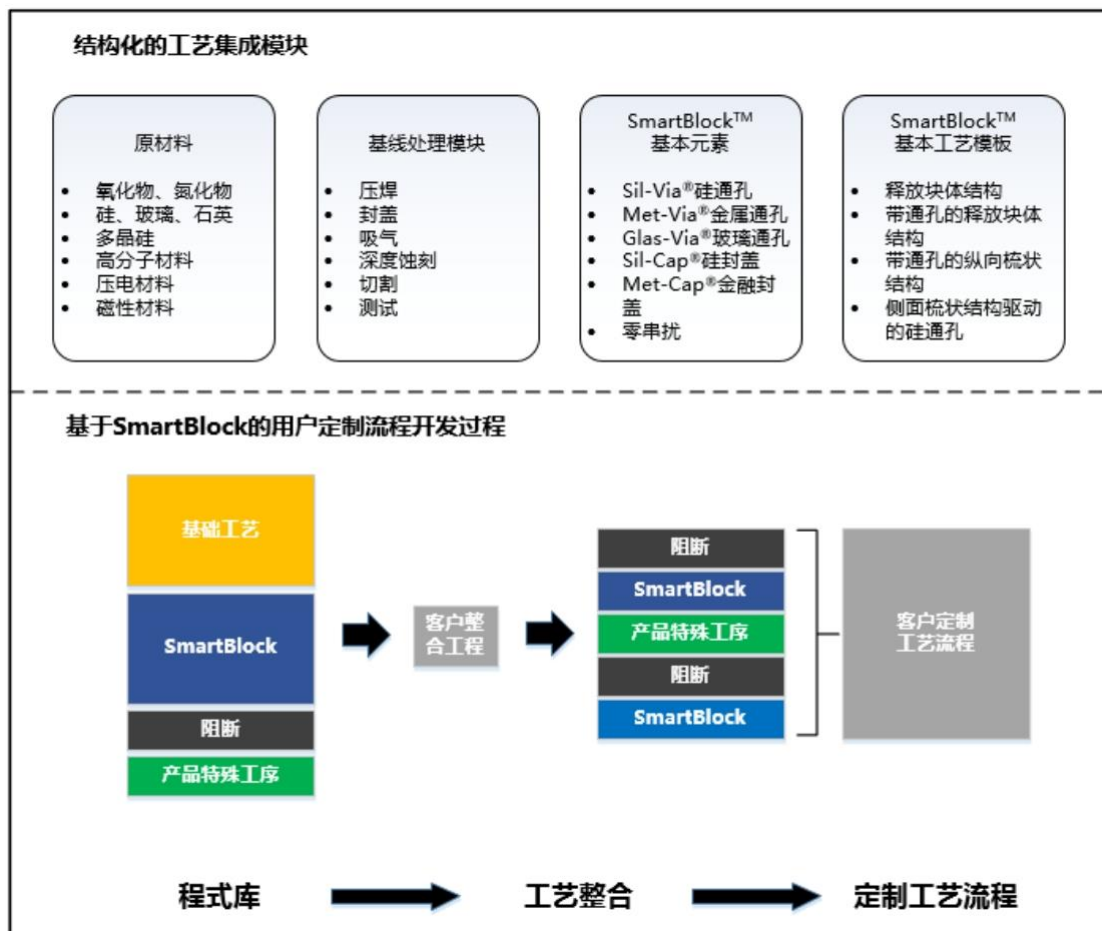 结构化的工艺集成模块
原材料
• 氧化物、氮化物
• 硅、玻璃、石英
• 多晶硅
• 高分子材料
• 压电材料
• 磁性材料
基线处理模块
• 压焊
• 封盖
• 吸气
• 深度蚀刻
• 切割
• 测试
SmartBlock™
基本元素
• Sil-Via®硅通孔
• Met-Via®金属通孔
• Glas-Via®玻璃通孔
• Sil-Cap®硅封盖
• Met-Cap®金融封
盖
• 零串扰
SmartBlock™
基本工艺模板
• 释放块体结构
• 带通孔的释放块体
结构
• 带通孔的纵向梳状
结构
• 侧面梳状结构驱动
的硅通孔
基于SmartBlock的用户定制流程开发过程
基础工艺
SmartBlock
阻断
产品特殊工序
客户整
合工程
阻断
SmartBlock
产品特殊工序
阻断
SmartBlock
客户定制
工艺流程
程式库
工艺整合
定制工艺流程